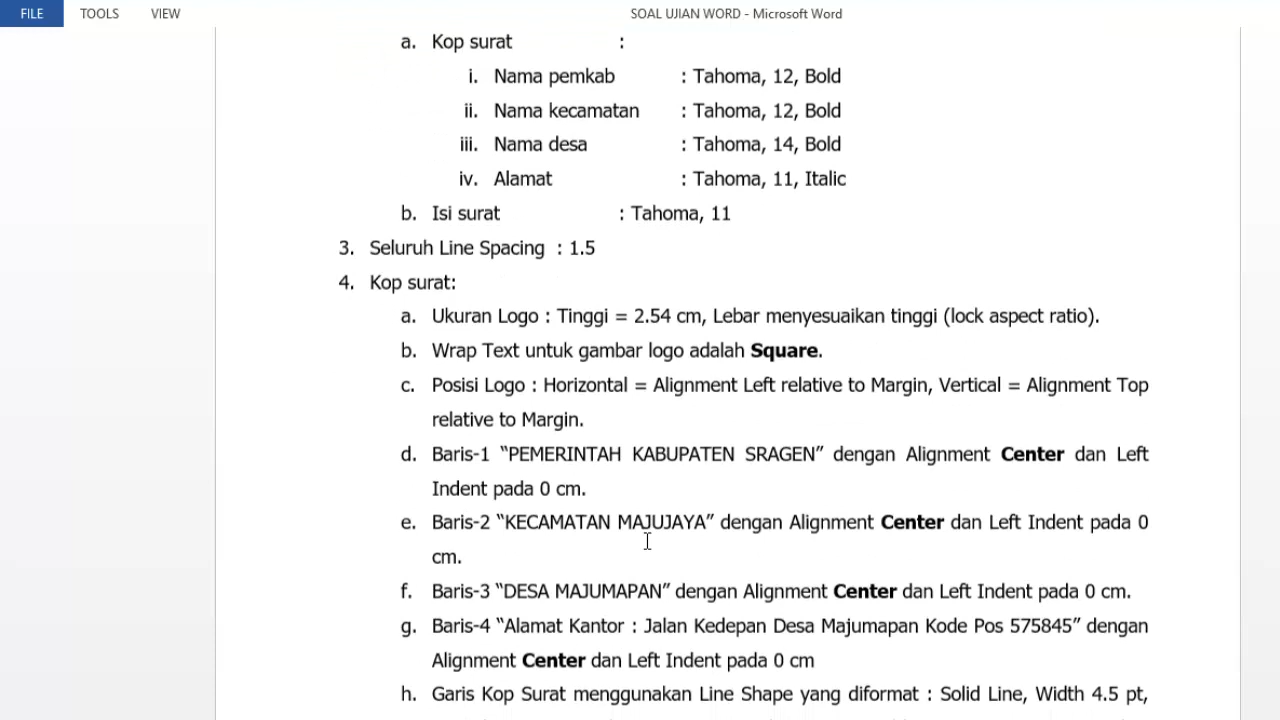 FILE TOOLS VIEW SOAL UJIAN WORD - Microsoft Word
a. Kop surat :
i. Nama pemkab : Tahoma, 12, Bold
ii. Nama kecamatan : Tahoma, 12, Bold
iii. Nama desa : Tahoma, 14, Bold
iv. Alamat : Tahoma, 11, Italic
b. Isi surat : Tahoma, 11
3. Seluruh Line Spacing : 1.5
4. Kop surat:
a. Ukuran Logo : Tinggi = 2.54 cm, Lebar menyesuaikan tinggi (lock aspect ratio).
b. Wrap Text untuk gambar logo adalah Square.
c. Posisi Logo : Horizontal = Alignment Left relative to Margin, Vertical = Alignment Top
relative to Margin.
d. Baris-1 “PEMERINTAH KABUPATEN SRAGEN” dengan Alignment Center dan Left
Indent pada 0 cm.
e. Baris-2 “KECAMATAN MAJUJAYA” dengan Alignment Center dan Left Indent pada 0
cm.
f. Baris-3 “DESA MAJUMAPAN” dengan Alignment Center dan Left Indent pada 0 cm.
g. Baris-4 “Alamat Kantor : Jalan Kedepan Desa Majumapan Kode Pos 575845” dengan
Alignment Center dan Left Indent pada 0 cm
h. Garis Kop Surat menggunakan Line Shape yang diformat : Solid Line, Width 4.5 pt,